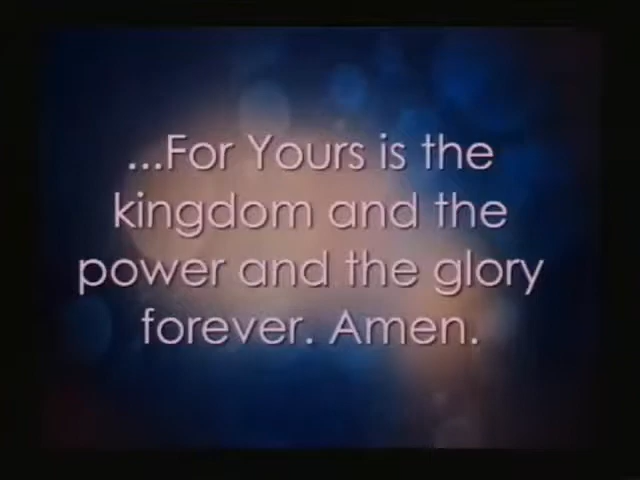 ...For Yours is the
kingdom and the
power and the glory
forever. Amen.